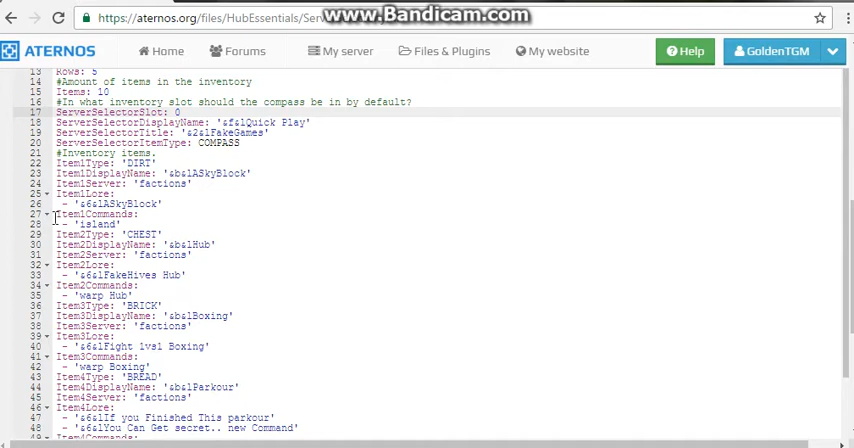 www.Bandicam.com
https://aternos.org/files/HubEssentials/Serv
ATERNOS
Home
Forums
My server
Files & Plugins
My website
Help
GoldenTGM
13 Rows: 5
14 #Amount of items in the inventory
15 Items: 10
16 #In what inventory slot should the compass be in by default?
17 ServerSelectorSlot: 0
18 ServerSelectorDisplayName: '&f&lQuick Play'
19 ServerSelectorTitle: '&2&lFakeGames'
20 ServerSelectorItemType: COMPASS
21 #Inventory items.
22 Item1Type: 'DIRT'
23 Item1DisplayName: '&b&lASkyBlock'
24 Item1Server: 'factions'
25 Item1Lore:
26 - '&6&lASkyBlock'
27 Item1Commands:
28 - 'island'
29 Item2Type: 'CHEST'
30 Item2DisplayName: '&b&lHub'
31 Item2Server: 'factions'
32 Item2Lore:
33 - '&6&lFakeHives Hub'
34 Item2Commands:
35 - 'warp Hub'
36 Item3Type: 'BRICK'
37 Item3DisplayName: '&b&lBoxing'
38 Item3Server: 'factions'
39 Item3Lore:
40 - '&6&lFight 1vs1 Boxing'
41 Item3Commands:
42 - 'warp Boxing'
43 Item4Type: 'BREAD'
44 Item4DisplayName: '&b&lParkour'
45 Item4Server: 'factions'
46 Item4Lore:
47 - '&6&lIf you Finished This parkour'
48 - '&6&lYou Can Get secret.. new Command'
49 Item4Commands: